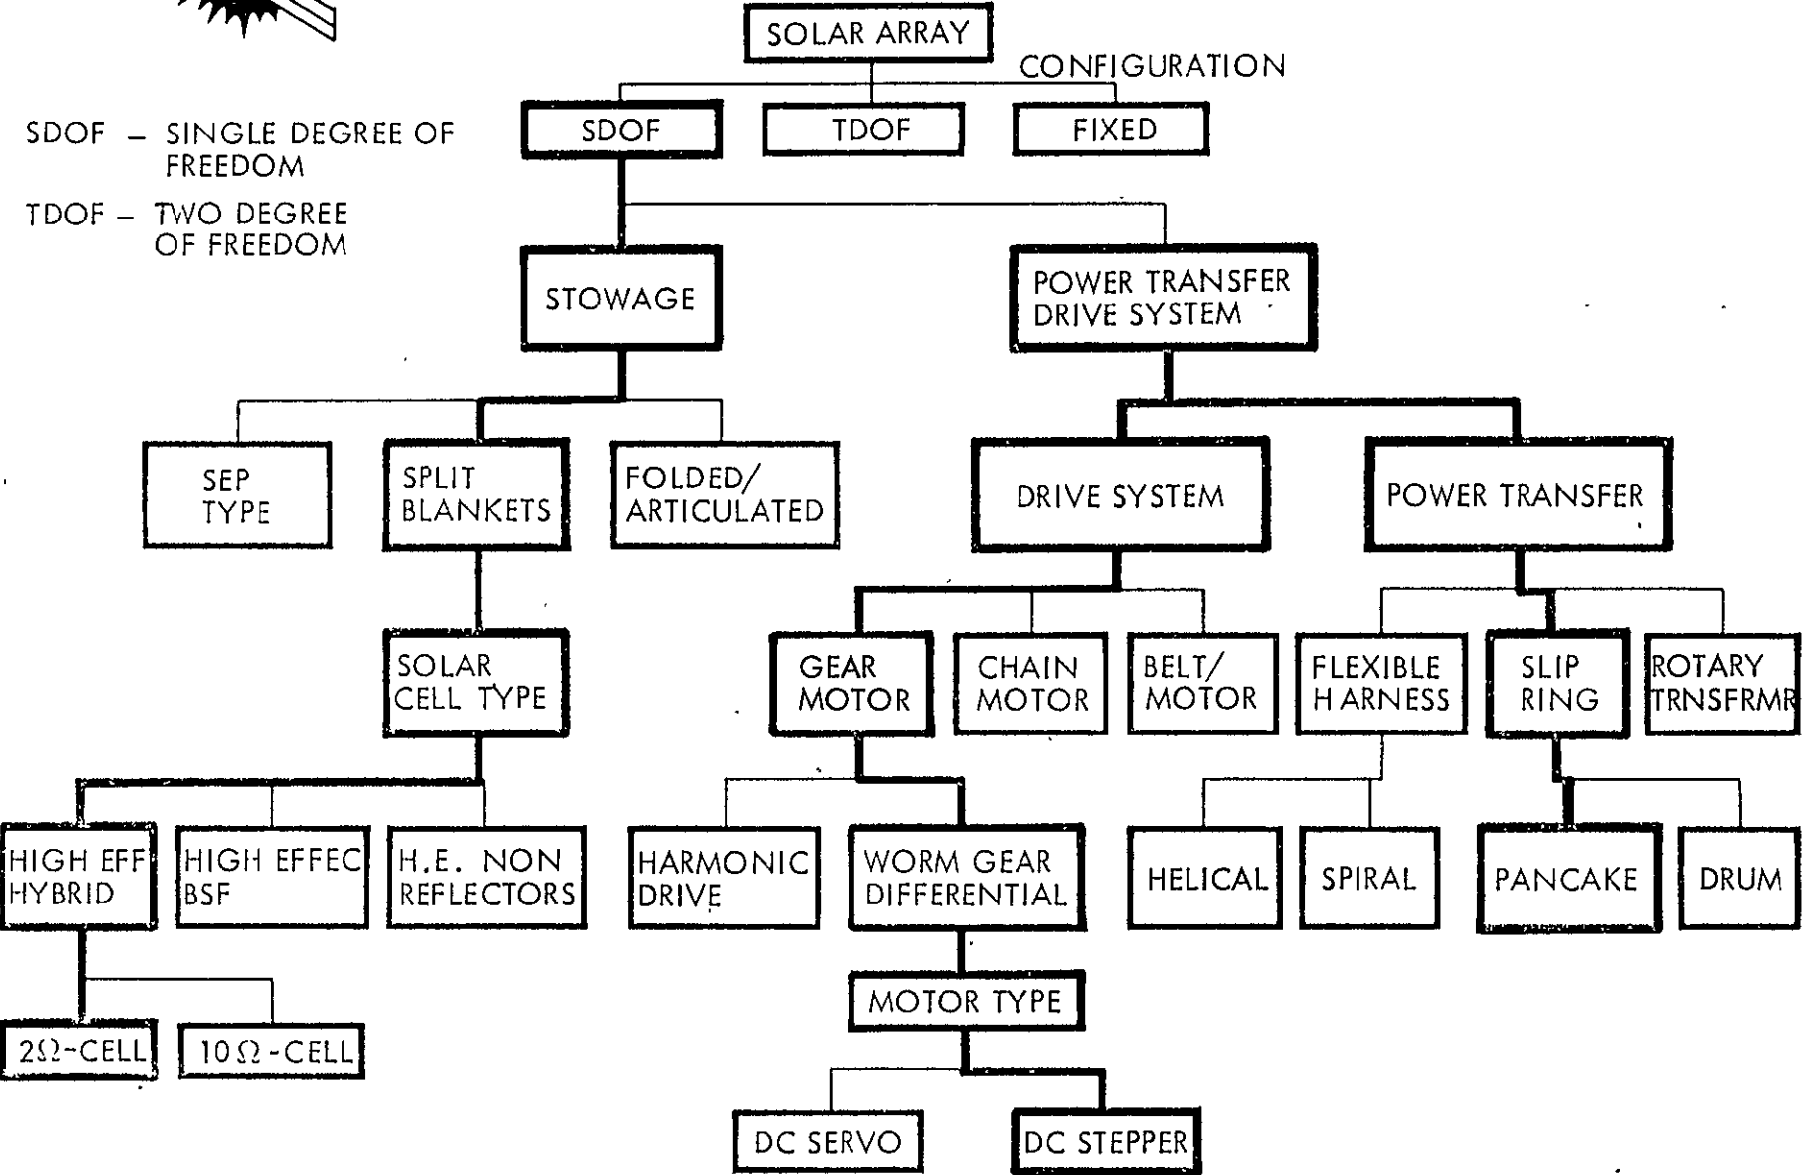 SOLAR ARRAY
CONFIGURATION
SDOF – SINGLE DEGREE OF
FREEDOM
TDOF – TWO DEGREE
OF FREEDOM
SDOF
TDOF
FIXED
STOWAGE
POWER TRANSFER
DRIVE SYSTEM
SEP
TYPE
SPLIT
BLANKETS
FOLDED/
ARTICULATED
DRIVE SYSTEM
POWER TRANSFER
SOLAR
CELL TYPE
GEAR
MOTOR
CHAIN
MOTOR
BELT/
MOTOR
FLEXIBLE
HARNESS
SLIP
RING
ROTARY
TRNSFRMR
HIGH EFF
HYBRID
HIGH EFFEC
BSF
H.E. NON
REFLECTORS
HARMONIC
DRIVE
WORM GEAR
DIFFERENTIAL
HELICAL
SPIRAL
PANCAKE
DRUM
MOTOR TYPE
2Ω-CELL
10Ω-CELL
DC SERVO
DC STEPPER